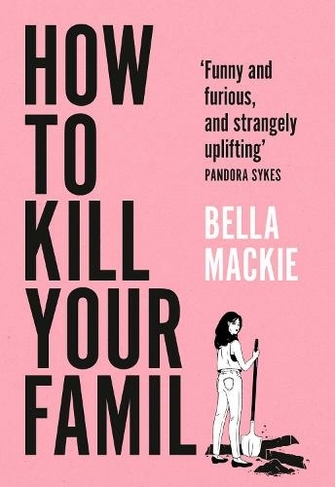 HOW
TO
KILL
YOUR
FAMIL
‘Funny and
furious,
and strangely
uplifting’
PANDORA SYKES
BELLA
MACKIE